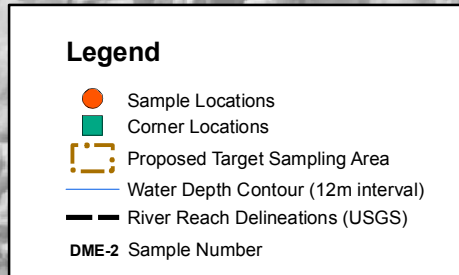 Legend
Sample Locations
Corner Locations
Proposed Target Sampling Area
Water Depth Contour (12m interval)
River Reach Delineations (USGS)
DME-2 Sample Number